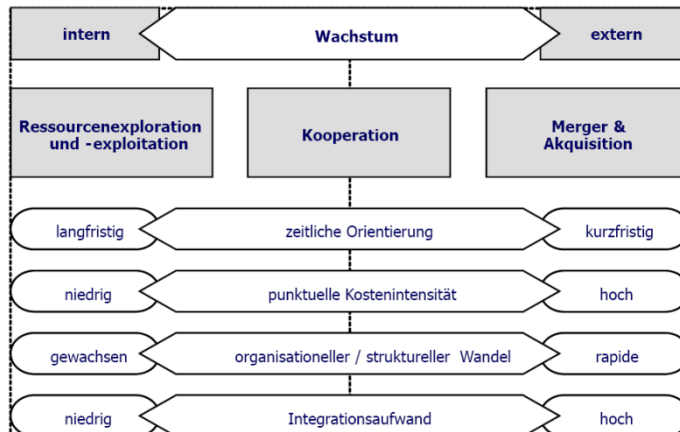 intern
Wachstum
extern
Ressourcenexploration
und -exploitation
Kooperation
Merger &
Akquisition
langfristig
zeitliche Orientierung
kurzfristig
niedrig
punktuelle Kostenintensität
hoch
gewachsen
organisationeller / struktureller Wandel
rapide
niedrig
Integrationsaufwand
hoch